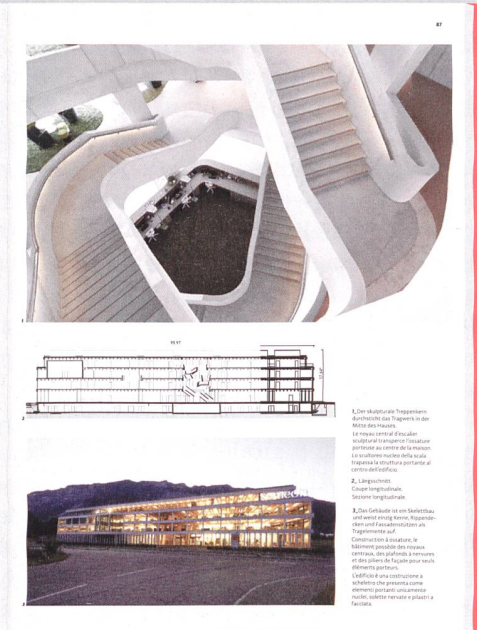 87
1
2
1_Der skulpturale Treppenkern
durchsticht das Tragwerk in der
Mitte des Hauses.
Le noyau central d'escalier
sculptural transperce l'ossature
porteuse au centre de la maison.
Lo scultoreo nucleo della scala
trapassa la struttura portante al
centro dell'edificio.
2_ Längsschnitt.
Coupe longitudinale.
Sezione longitudinale
3_Das Gebäude ist ein Skelettbau
und weist einzig Kerne, Rippende-
cken und Fassadenstützen als
Tragelemente auf.
Construction à ossature, le
bâtiment possède des noyaux
centraux, des plafonds à nervures
et des piliers de façade pour seuls
éléments porteurs.
L'edificio è una costruzione a
scheletro che presenta come
elementi portanti unicamente
nuclei, solette nervate e pilastri a
facciata.
3